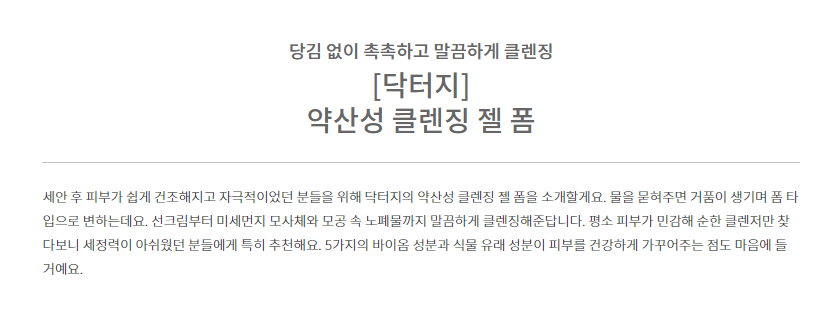 당김 없이 촉촉하고 말끔하게 클렌징
[닥터지]
약산성 클렌징 젤 폼
세안 후 피부가 쉽게 건조해지고 자극적이었던 분들을 위해 닥터지의 약산성 클렌징 젤 폼을 소개할게요. 물을 묻혀주면 거품이 생기며 폼 타
입으로 변하는데요. 선크림부터 미세먼지 모사체와 모공 속 노폐물까지 말끔하게 클렌징해준답니다. 평소 피부가 민감해 순한 클렌저만 찾
다보니 세정력이 아쉬웠던 분들에게 특히 추천해요. 5가지의 바이옴 성분과 식물 유래 성분이 피부를 건강하게 가꾸어주는 점도 마음에 들
거예요.